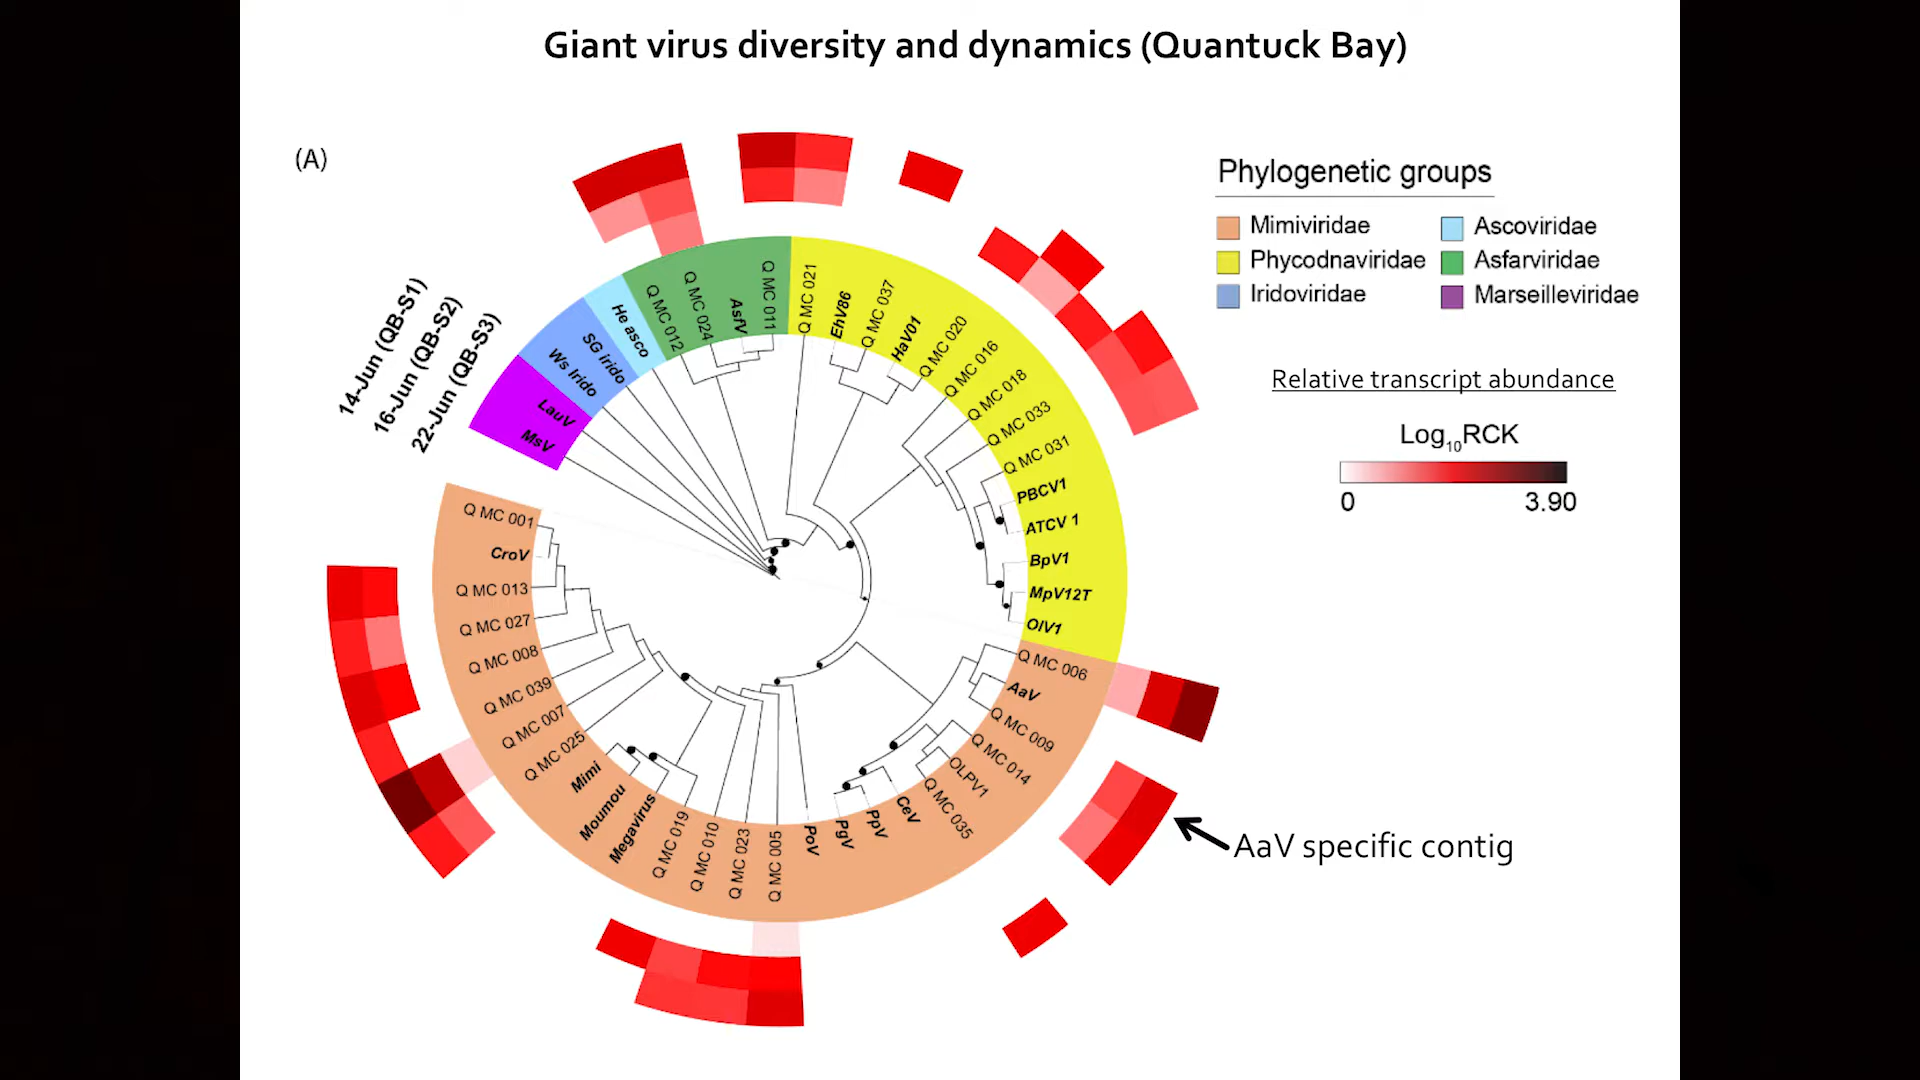 Giant virus diversity and dynamics (Quantuck Bay)
(A)
Phylogenetic groups
Mimiviridae
Ascoviridae
Phycodnaviridae
Asfarviridae
Iridoviridae
Marseilleviridae
Relative transcript abundance
Log10RCK
0
3.90
14-Jun (QB-S1)
16-Jun (QB-S2)
22-Jun (QB-S3)
MsV
LauV
Ws Irido
SG irido
He asco
Q MC 012
Q MC 024
AsfV
Q MC 011
Q MC 021
EhV86
Q MC 037
HaV01
Q MC 020
Q MC 016
Q MC 018
Q MC 033
Q MC 031
PBCV1
ATCV 1
BpV1
MpV12T
OlV1
Q MC 006
AaV
Q MC 009
Q MC 014
OLPV1
Q MC 035
CeV
PpV
PgV
PoV
Q MC 005
Q MC 023
Q MC 010
Q MC 019
Megavirus
Moumou
Mimi
Q MC 025
Q MC 007
Q MC 039
Q MC 008
Q MC 027
Q MC 013
CroV
Q MC 001
AaV specific contig